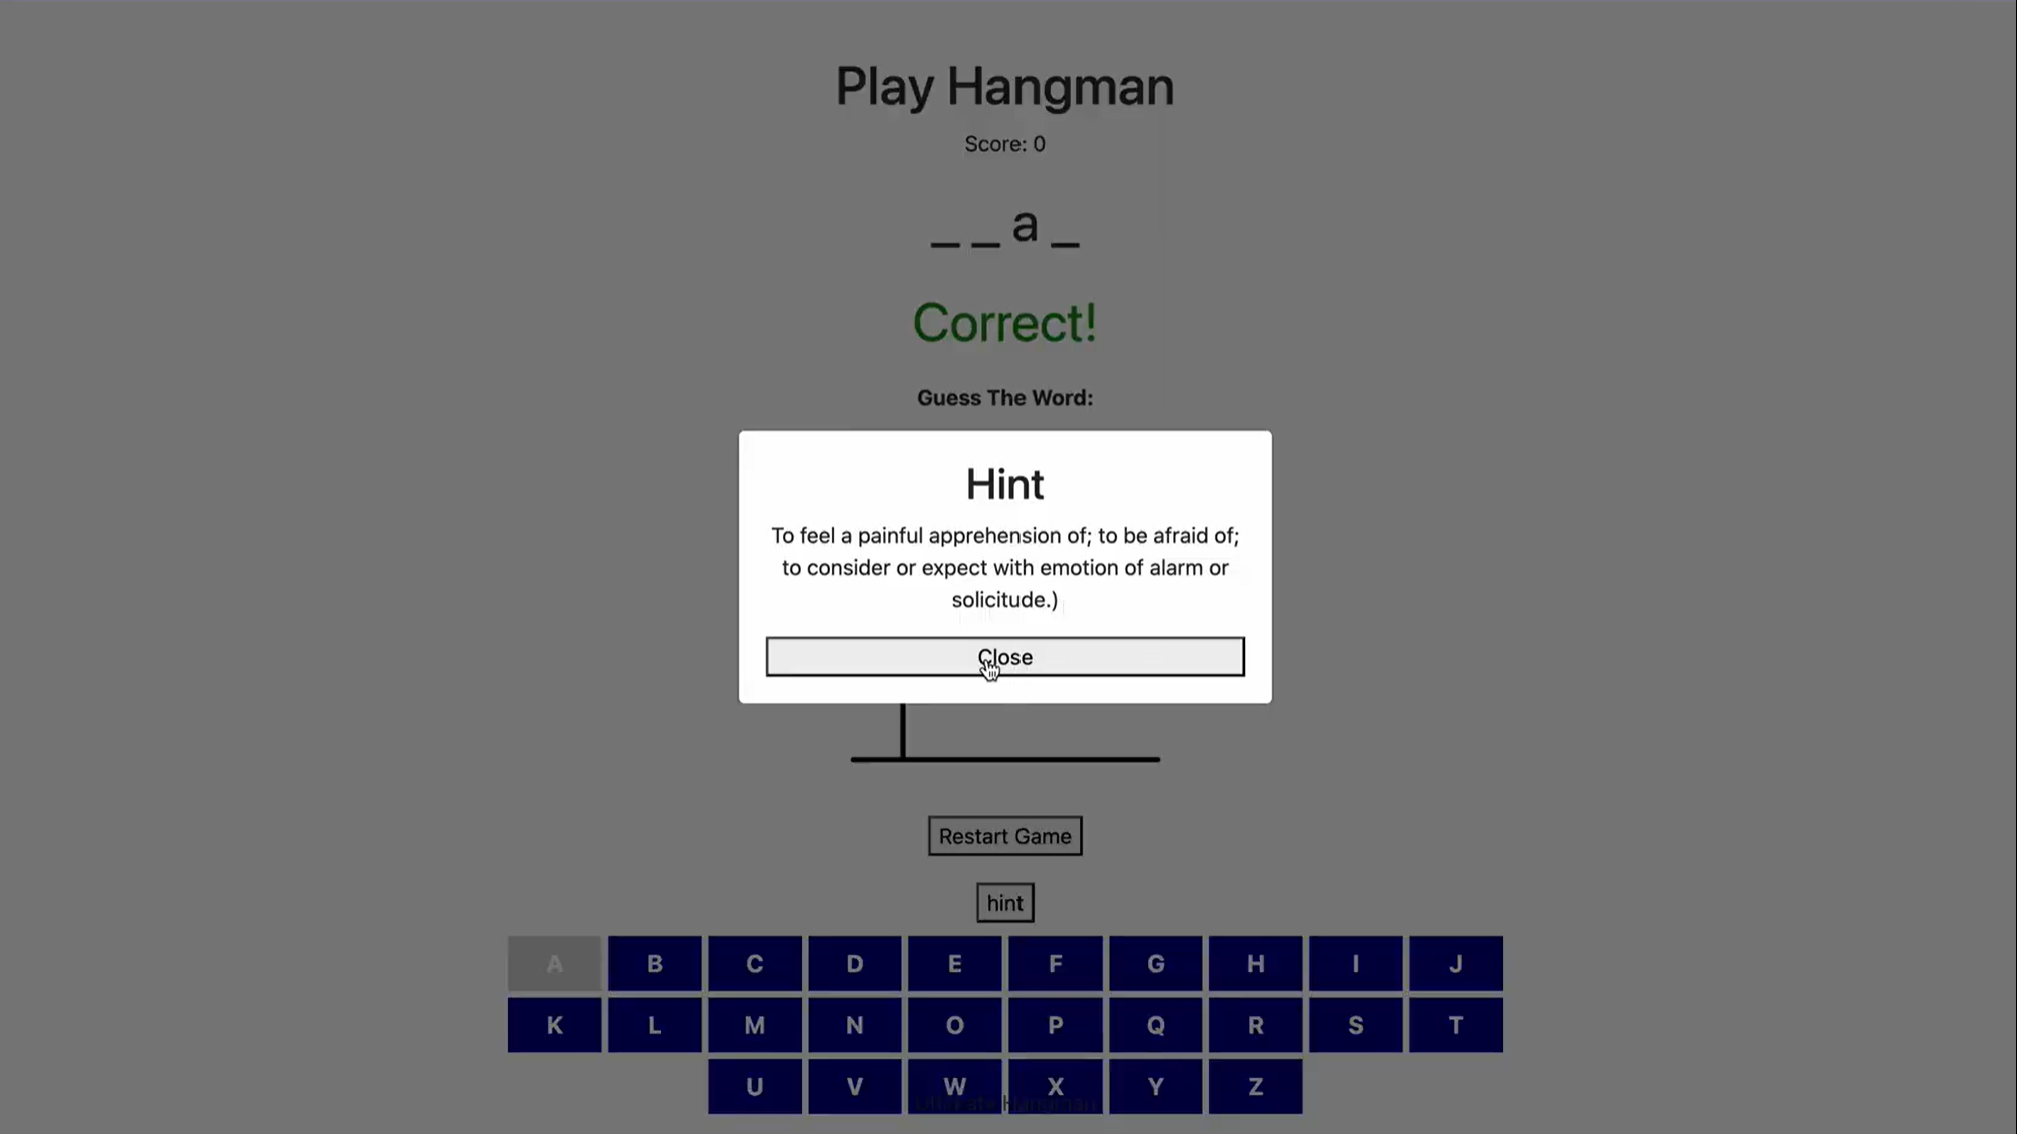 Play Hangman
Score: 0
_ _ a _
Correct!
Guess The Word:
Hint
To feel a painful apprehension of; to be afraid of;
to consider or expect with emotion of alarm or
solicitude.)
Close
Restart Game
hint
A B C D E F G H I J
K L M N O P Q R S T
U V W X Y Z
Hangman